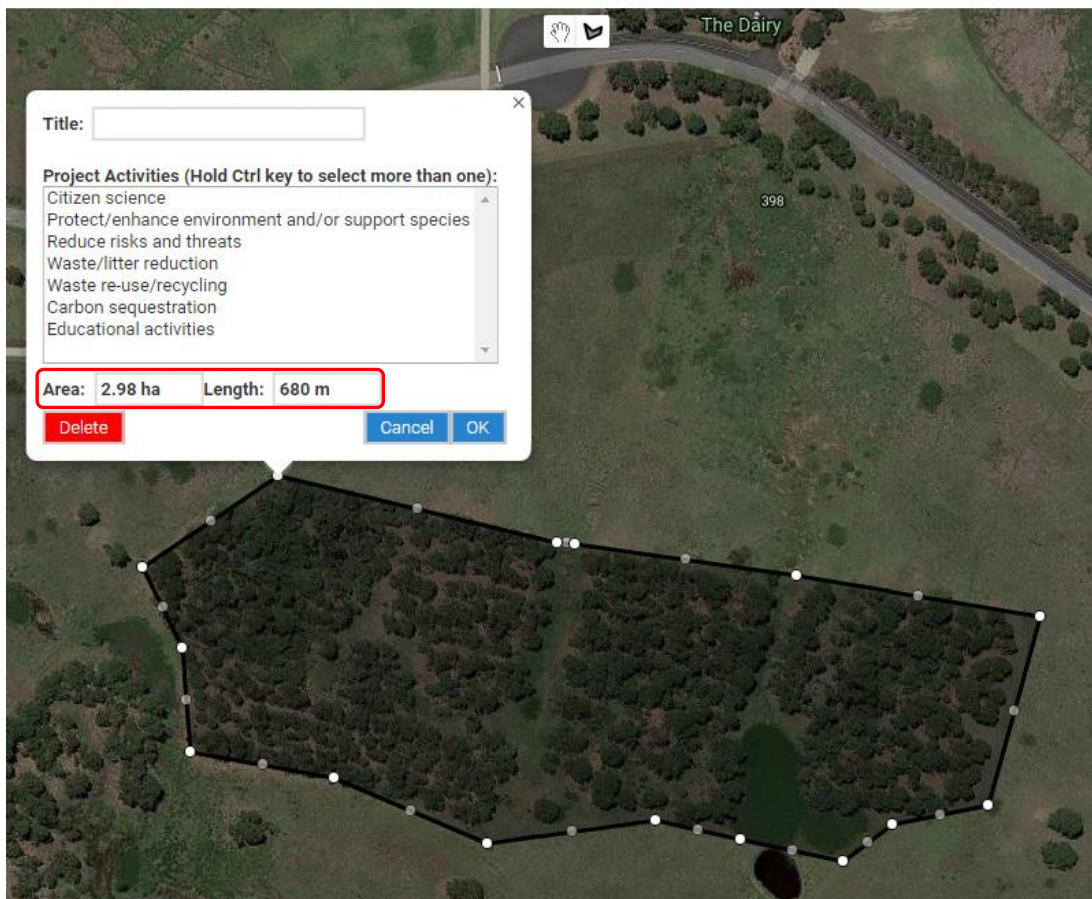 The Dairy
×
Title:
Project Activities (Hold Ctrl key to select more than one):
Citizen science
Protect/enhance environment and/or support species
Reduce risks and threats
Waste/litter reduction
Waste re-use/recycling
Carbon sequestration
Educational activities
Area: 2.98 ha Length: 680 m
Delete Cancel OK
398